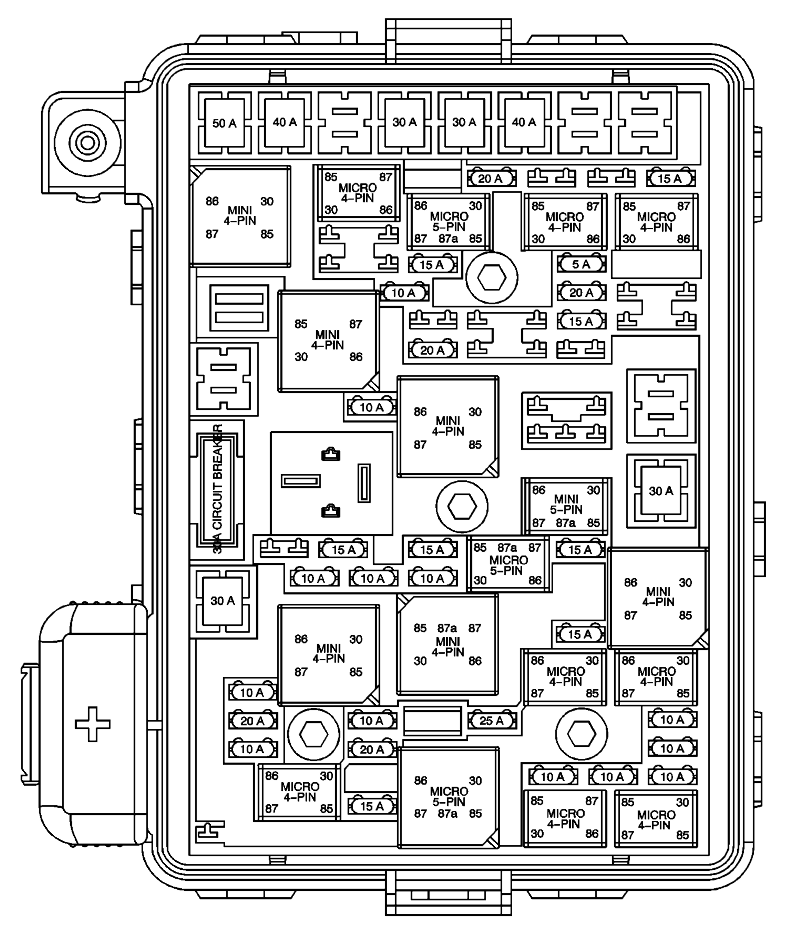 50 A 40 A 30 A 30 A 40 A
20 A 15 A
86 30
MINI
4-PIN
87 85
85 87
MICRO
4-PIN
30 86
86 30
MICRO
5-PIN
87 87a 85
85 87
MICRO
4-PIN
30 86
85 87
MICRO
4-PIN
30 86
15 A 5 A
10 A 20 A
15 A
20 A
85 87
MINI
4-PIN
30 86
10 A
86 30
MINI
4-PIN
87 85
30A CIRCUIT BREAKER
30 A
86 30
MINI
5-PIN
87 87a 85
15 A 15 A 15 A
85 87a 87
MICRO
5-PIN
30 86
10 A 10 A 10 A
30 A
86 30
MINI
4-PIN
87 85
15 A
86 30
MINI
4-PIN
87 85
85 87a 87
MINI
4-PIN
30 86
86 30
MICRO
4-PIN
87 85
86 30
MICRO
4-PIN
87 85
10 A
20 A 10 A 25 A 10 A
10 A 20 A 10 A
10 A 10 A 10 A
86 30
MICRO
4-PIN
87 85
15 A
86 30
MICRO
5-PIN
87 87a 85
85 87
MICRO
4-PIN
30 86
86 30
MICRO
4-PIN
87 85
+